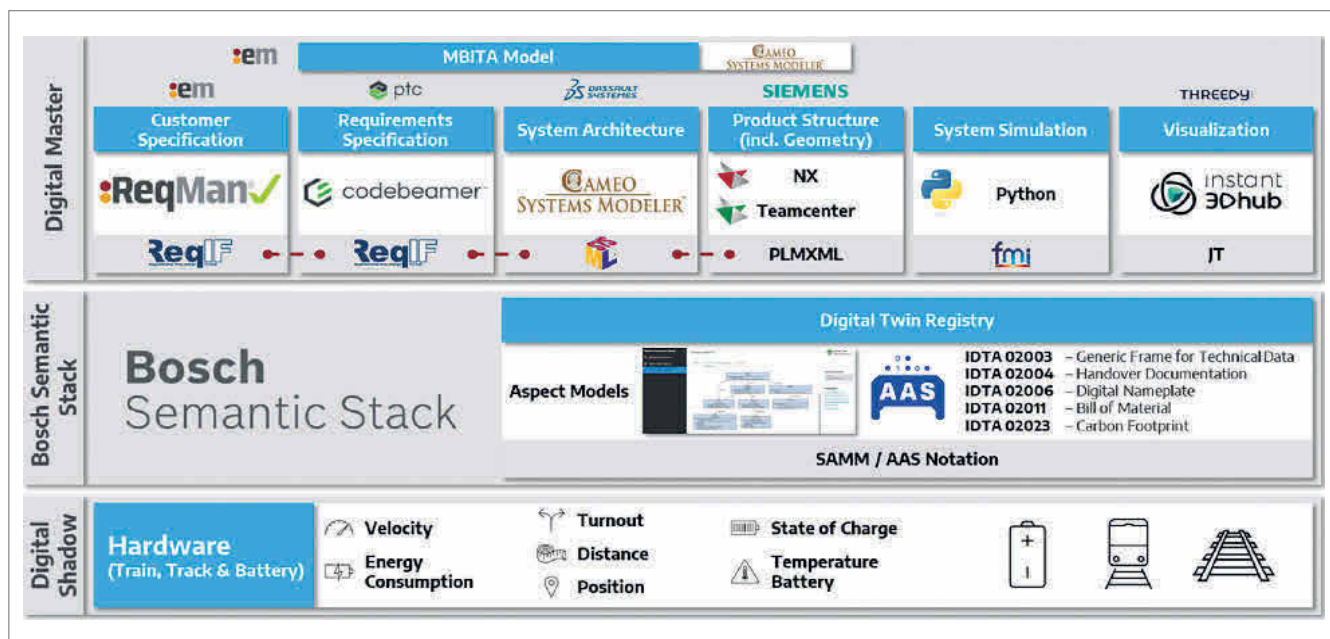 Digital Master
:em
MBITA Model
CAMEO
SYSTEMS MODELER
:em
ptc
DASSAULT
SYSTEMES
SIEMENS
THREEDY
Customer
Specification
Requirements
Specification
System Architecture
Product Structure
(incl. Geometry)
System Simulation
Visualization
:ReqMan
codebeamer
CAMEO
SYSTEMS MODELER
NX
Teamcenter
Python
instant
3Dhub
ReqIF
ReqIF
PLMXML
fmi
JT
Bosch Semantic
Stack
Bosch
Semantic Stack
Digital Twin Registry
Aspect Models
AAS
IDTA 02003 – Generic Frame for Technical Data
IDTA 02004 – Handover Documentation
IDTA 02006 – Digital Nameplate
IDTA 02011 – Bill of Material
IDTA 02023 – Carbon Footprint
SAMM / AAS Notation
Digital
Shadow
Hardware
(Train, Track & Battery)
Velocity
Energy
Consumption
Turnout
Distance
Position
State of Charge
Temperature
Battery